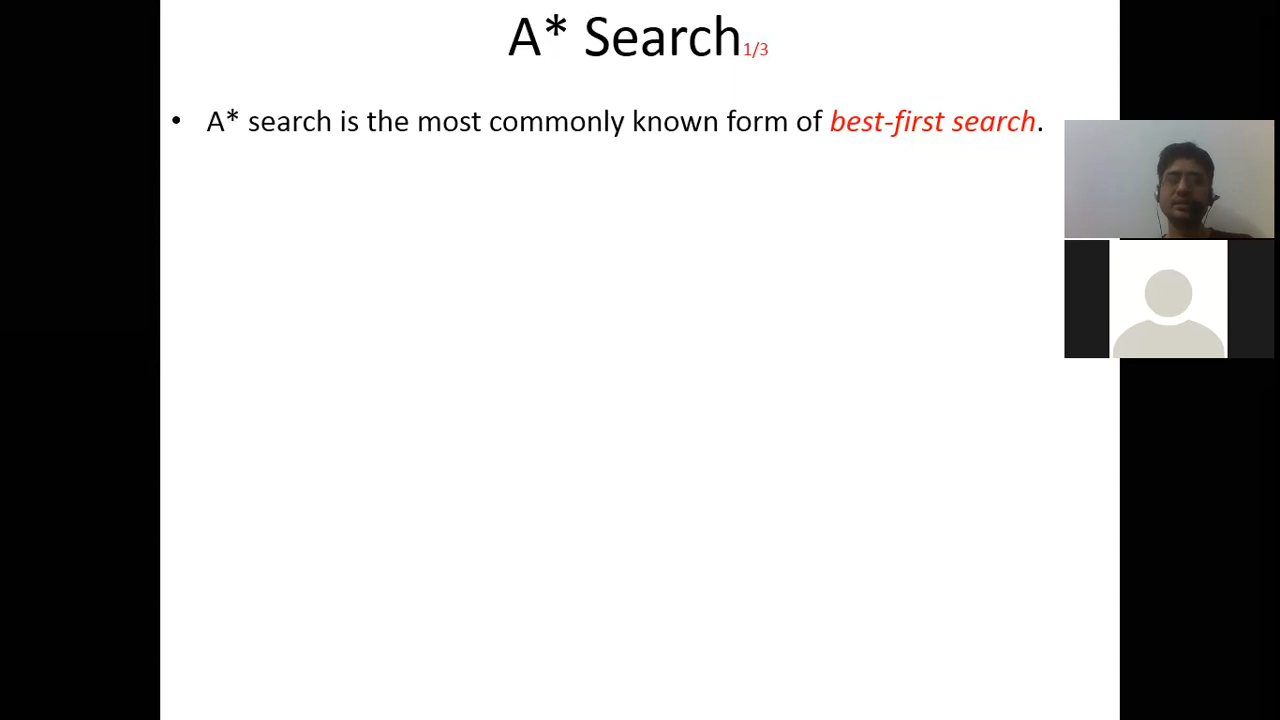 A* Search1/3
• A* search is the most commonly known form of best-first search.